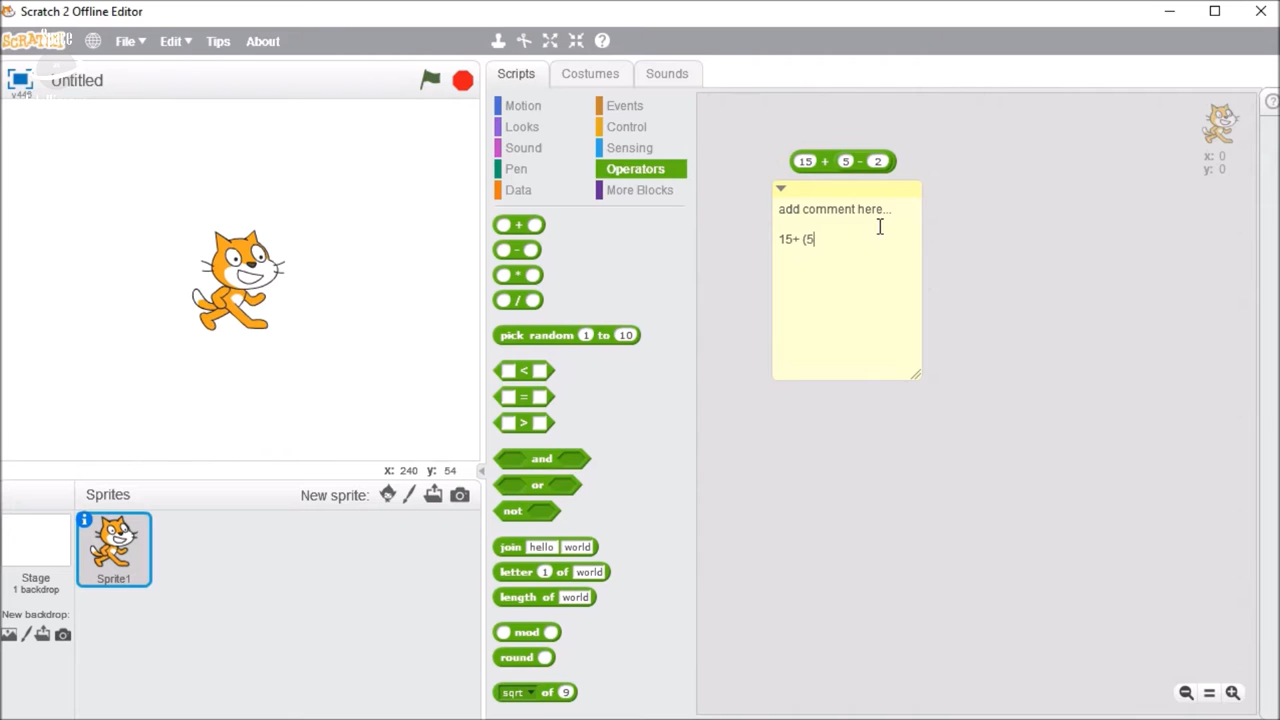 Scratch 2 Offline Editor
SCRATCH
File Edit Tips About
v445
Untitled
Scripts Costumes Sounds
Motion Events
Looks Control
Sound Sensing
Pen Operators
Data More Blocks
+
-
*
/
pick random 1 to 10
<
=
>
and
or
not
join hello world
letter 1 of world
length of world
mod
round
sqrt of 9
15 + 5 - 2
add comment here...
15+ (5
x: 0
y: 0
x: 240 y: 54
Sprites New sprite:
Stage
1 backdrop
New backdrop:
Sprite1